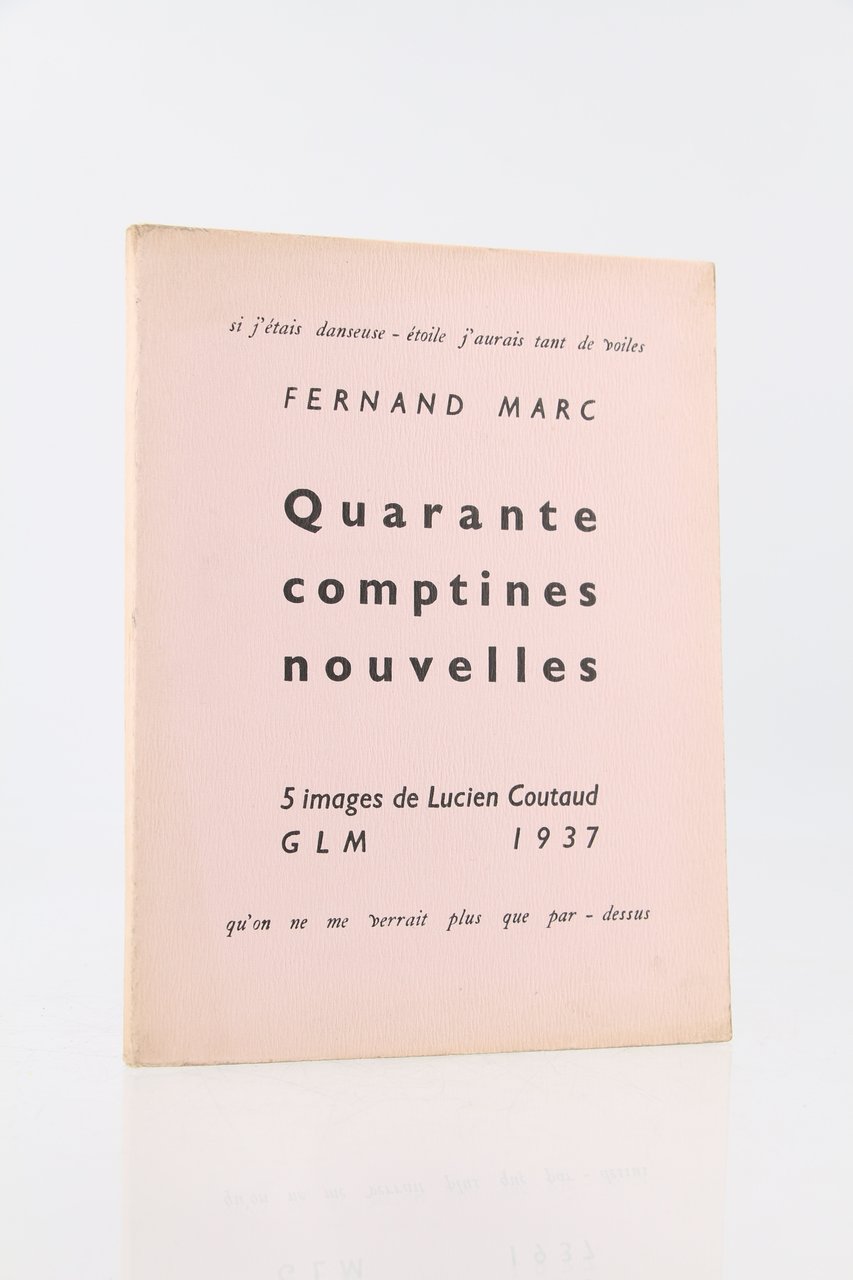 si j'étais danseuse - étoile j'aurais tant de voiles
FERNAND MARC
Quarante
comptines
nouvelles
5 images de Lucien Coutaud
GLM 1937
qu'on ne me verrait plus que par - dessus